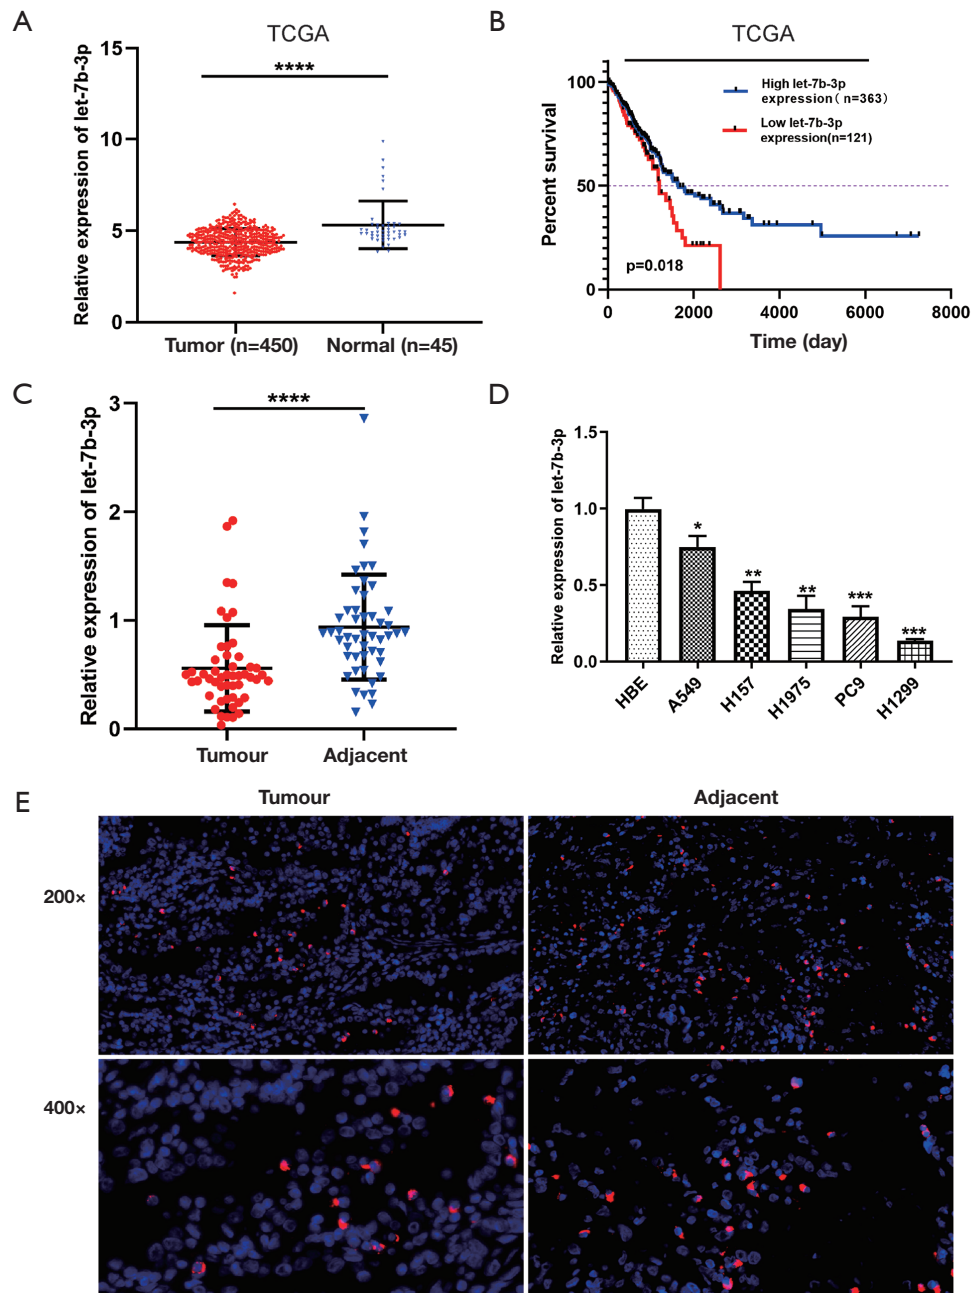 A
TCGA
****
Relative expression of let-7b-3p
15
10
5
0
Tumor (n=450)
Normal (n=45)
B
TCGA
High let-7b-3p
expression( n=363)
Low let-7b-3p
expression(n=121)
Percent survival
100
50
0
p=0.018
0
2000
4000
6000
8000
Time (day)
C
****
Relative expression of let-7b-3p
3
2
1
0
Tumour
Adjacent
D
Relative expression of let-7b-3p
1.5
1.0
0.5
0.0
*
**
**
***
***
HBE
A549
H157
H1975
PC9
H1299
E
Tumour
Adjacent
200×
400×